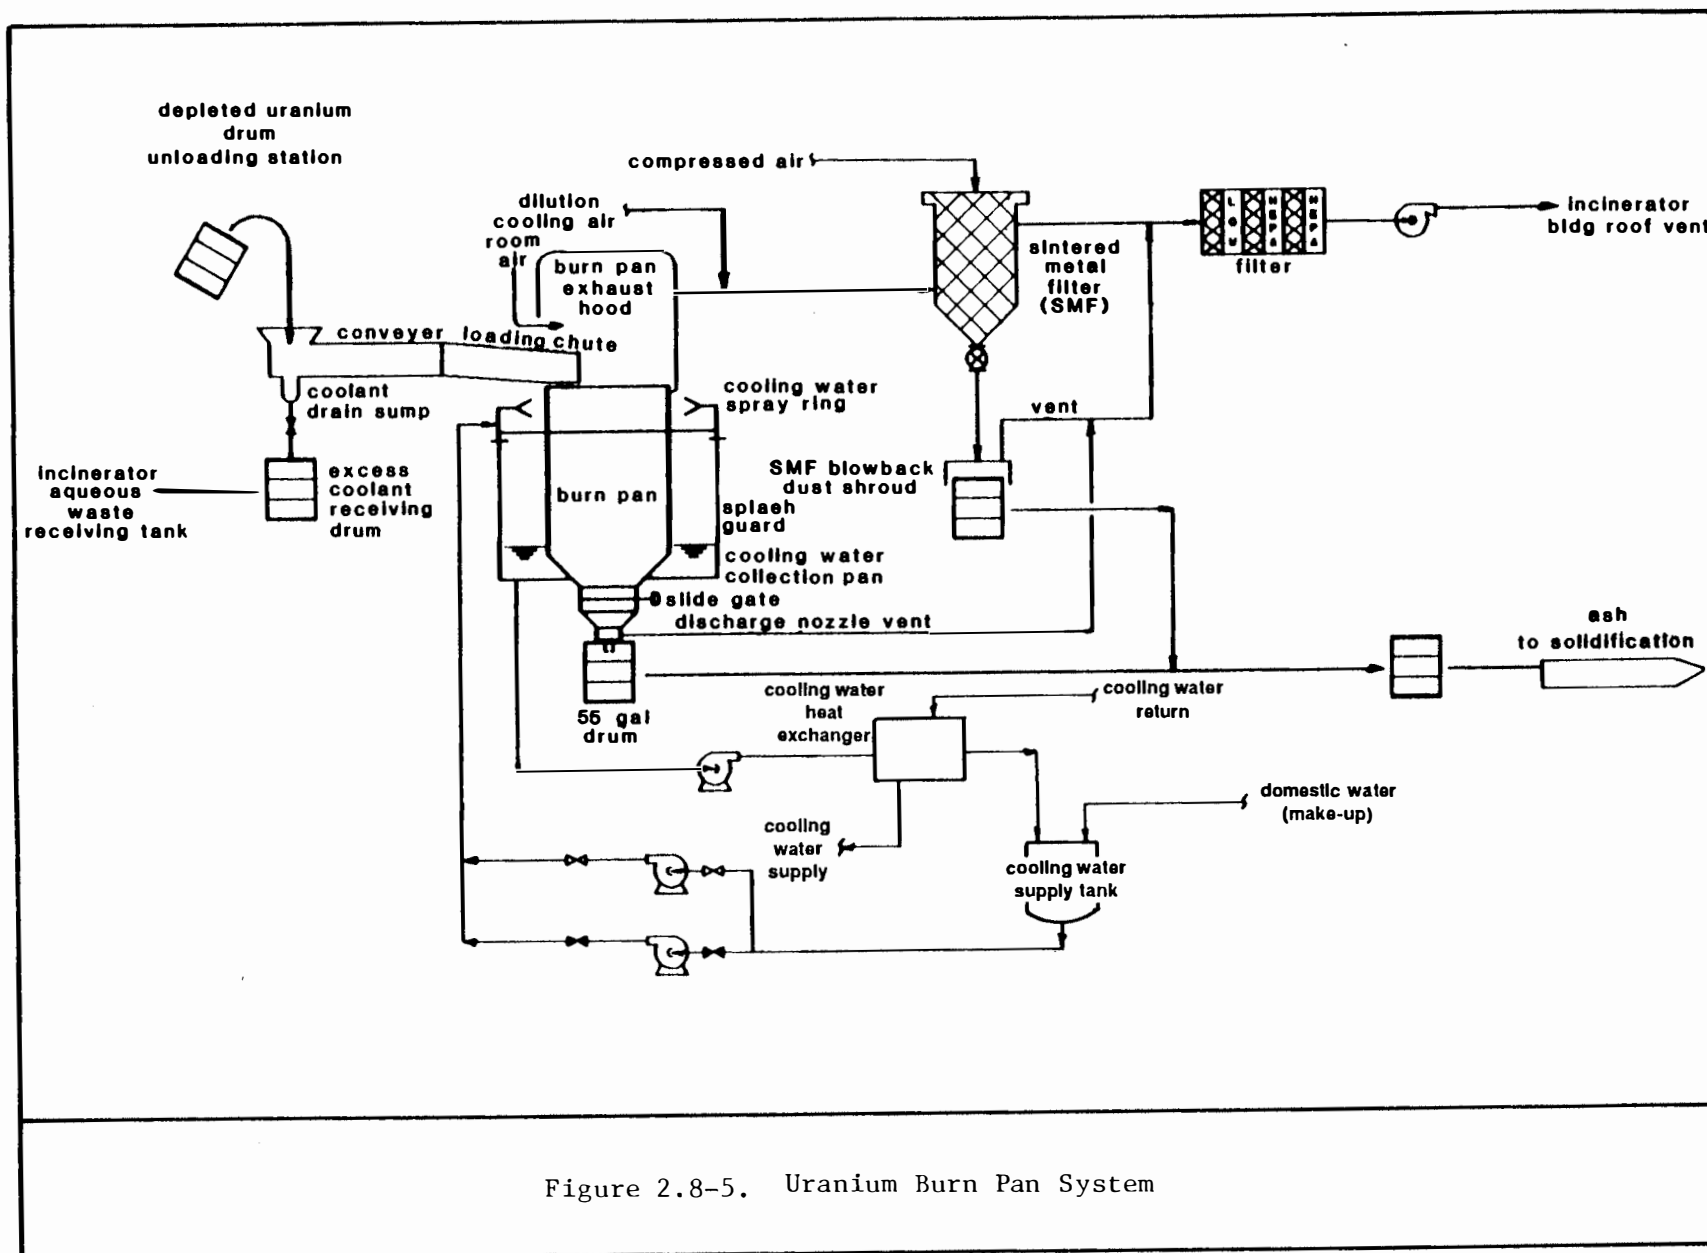 depleted uranium
drum
unloading station
compressed air
dilution
cooling air
room
air
burn pan
exhaust
hood
sintered
metal
filter
(SMF)
LOW
HEPA
HEPA
filter
incinerator
bldg roof vent
conveyer
loading chute
coolant
drain sump
cooling water
spray ring
vent
incinerator
aqueous
waste
receiving tank
excess
coolant
receiving
drum
burn pan
SMF blowback
dust shroud
splash
guard
cooling water
collection pan
slide gate
discharge nozzle vent
ash
to solidification
55 gal
drum
cooling water
heat
exchanger
cooling water
return
domestic water
(make-up)
cooling
water
supply
cooling water
supply tank
Figure 2.8-5. Uranium Burn Pan System